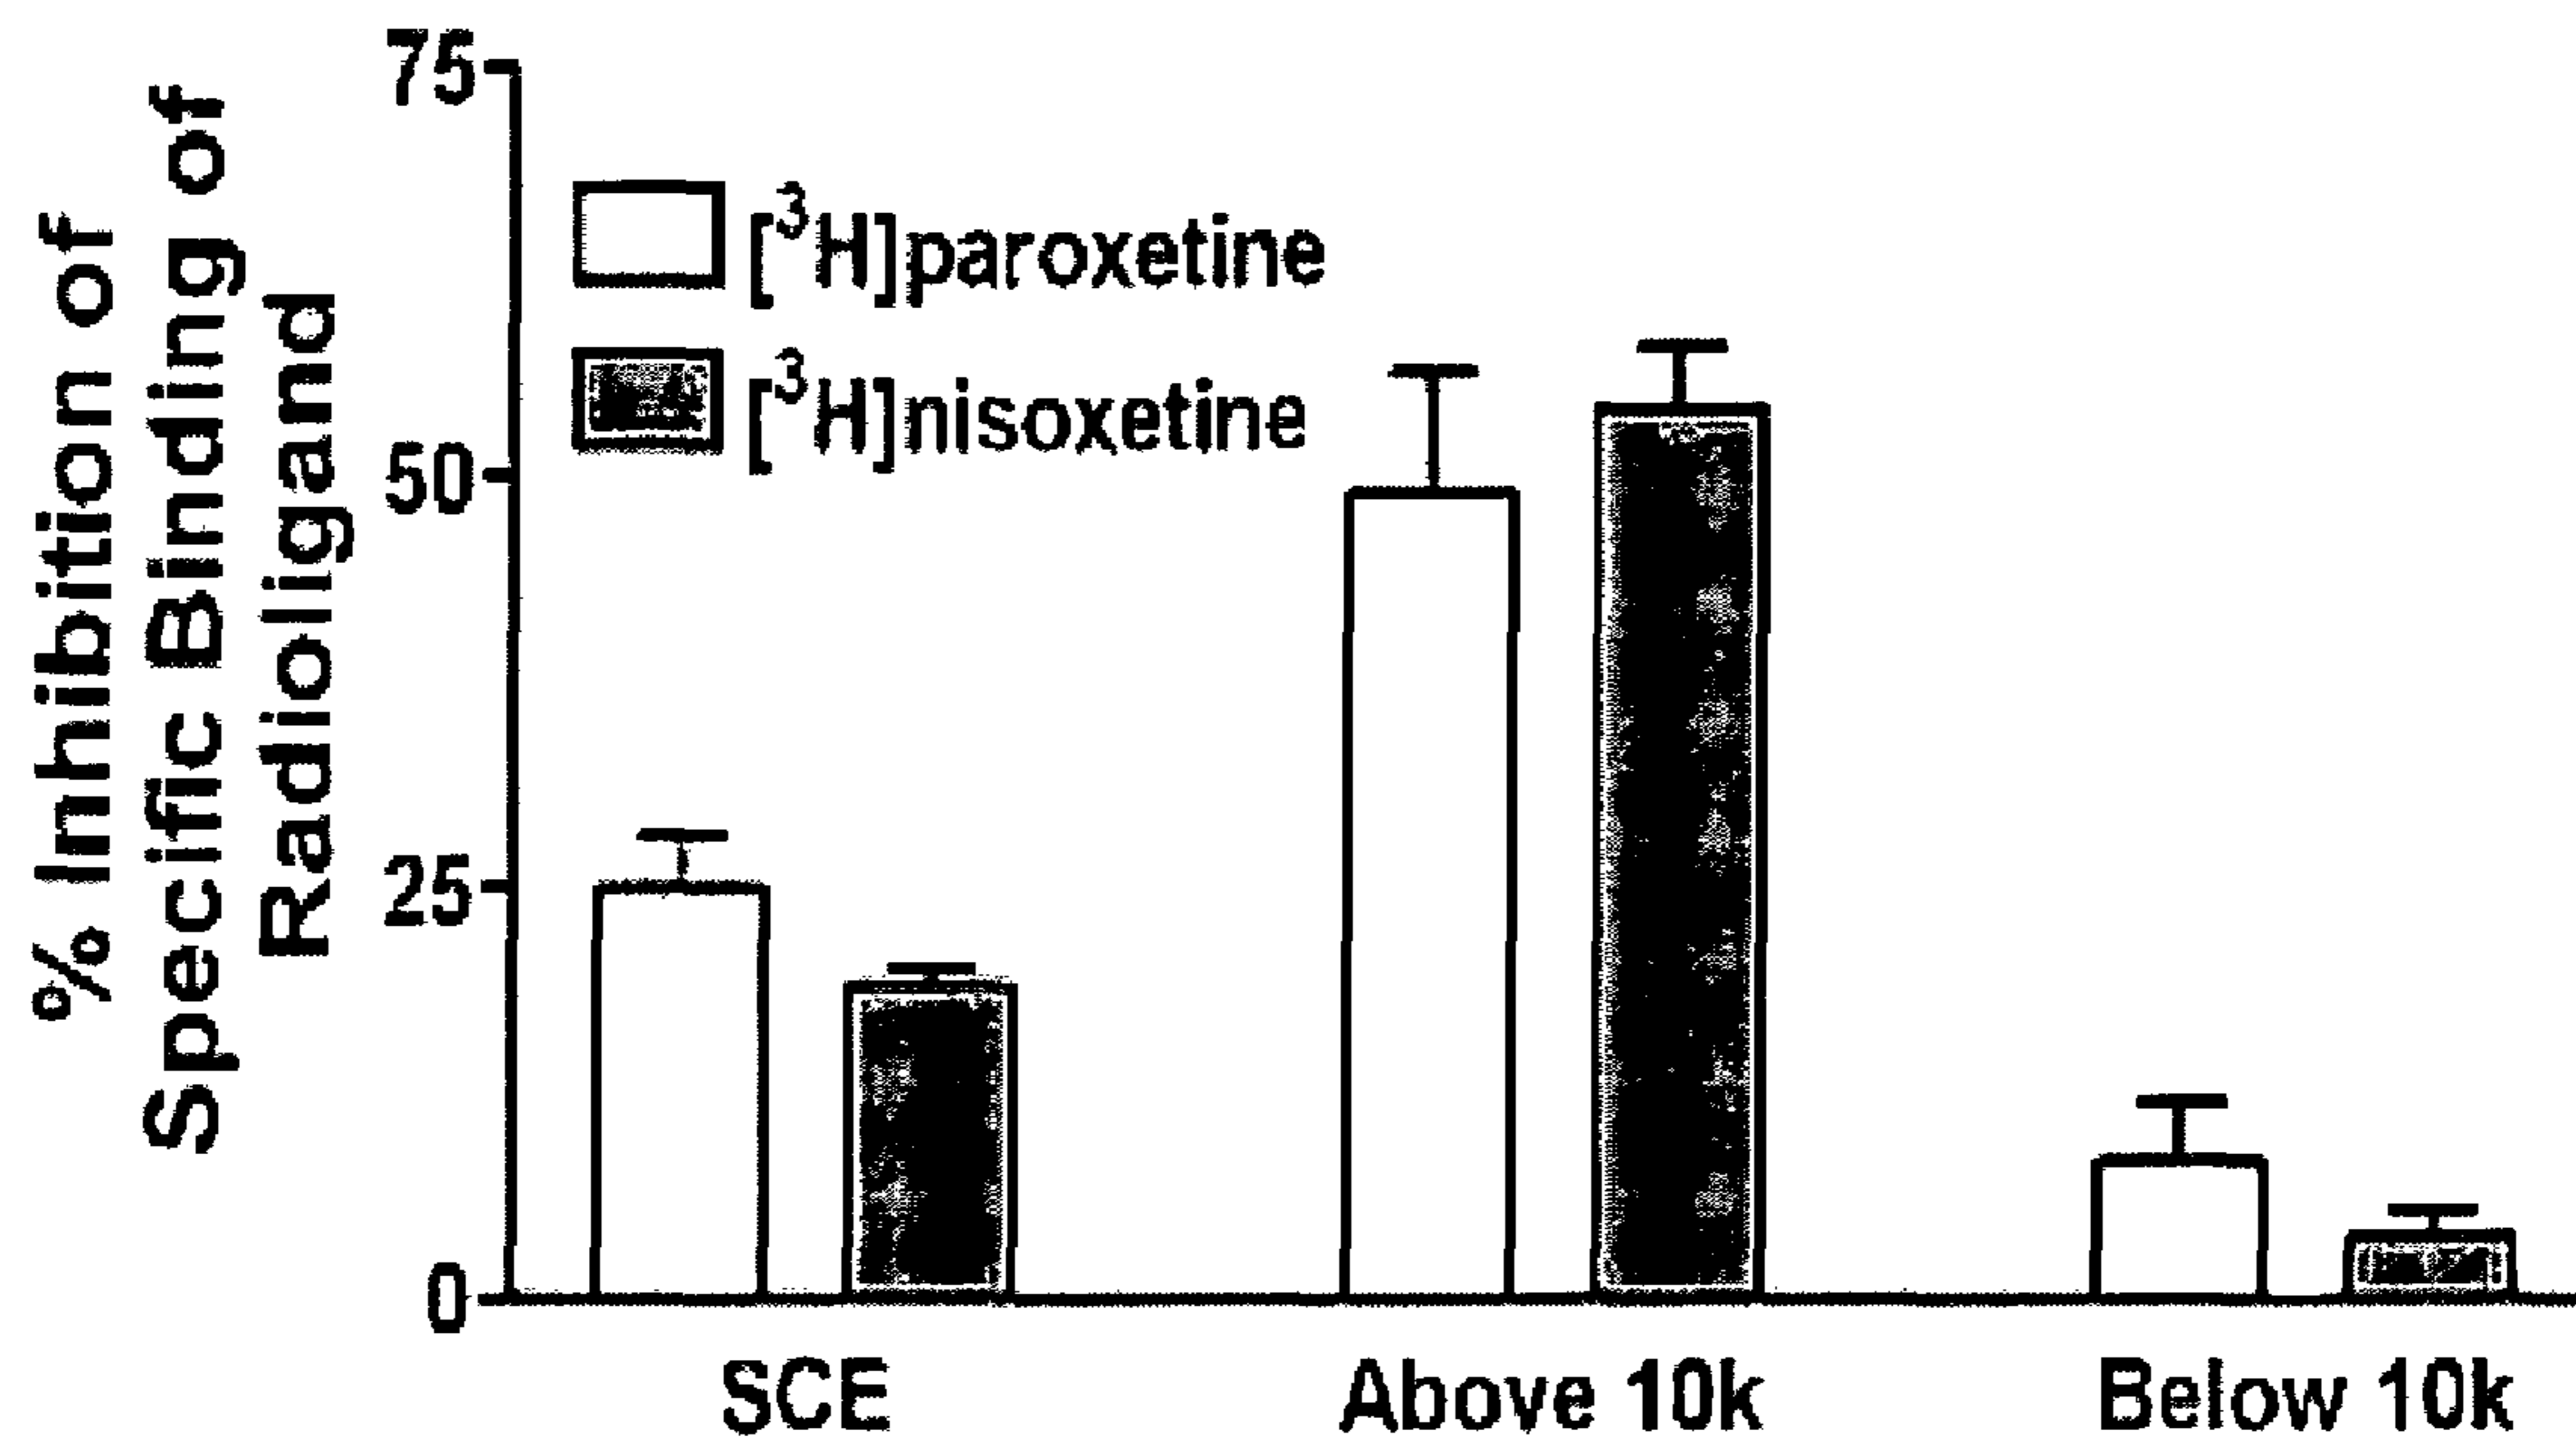 % Inhibition of
Specific Binding of
Radioligand
75
50
25
0
[³H]paroxetine
[³H]nisoxetine
SCE
Above 10k
Below 10k